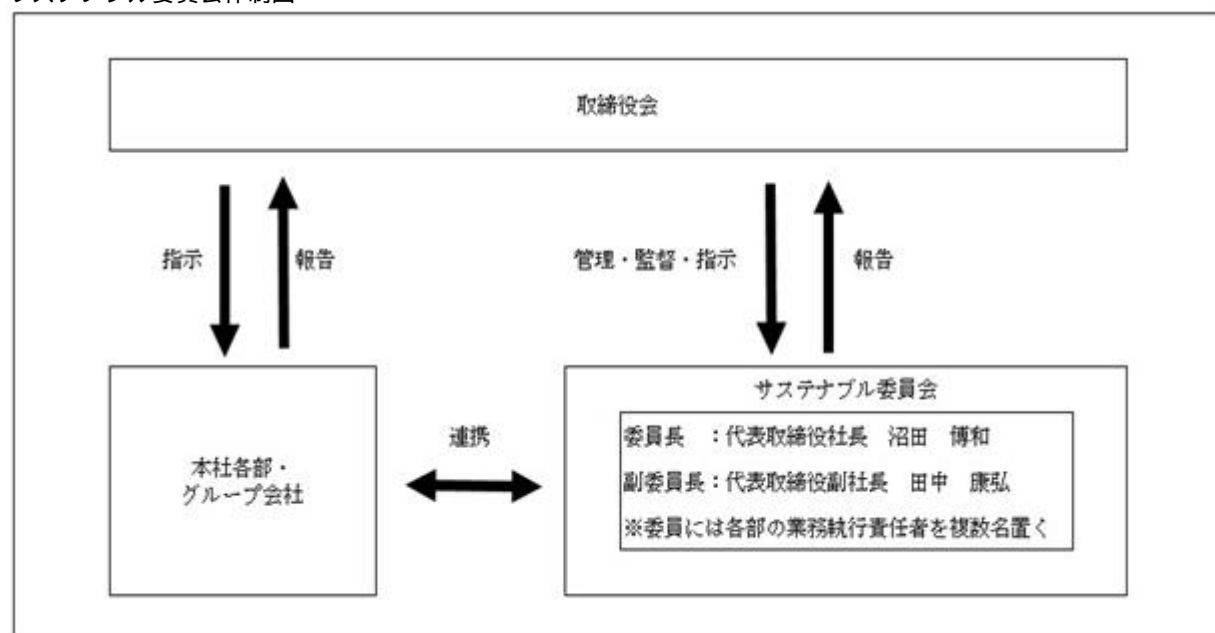 取締役会
指示
報告
管理・監督・指示
報告
本社各部・
グループ会社
連携
サステナブル委員会
委員長　：代表取締役社長　沼田　博和
副委員長：代表取締役副社長　田中　康弘
※委員には各部の業務執行責任者を複数名置く